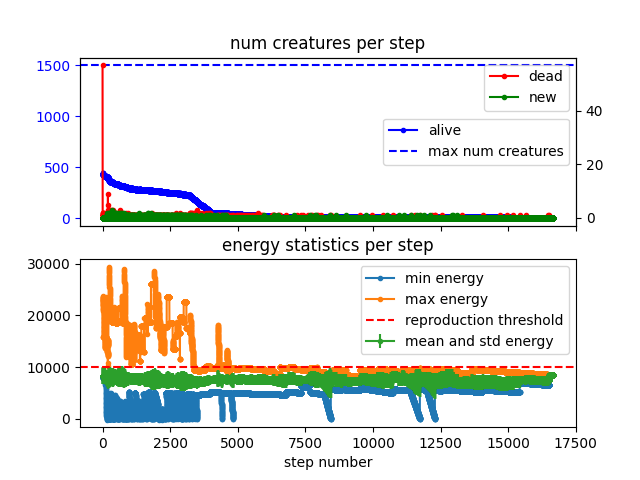 num creatures per step
1500
1000
500
0
40
20
0
dead
new
alive
max num creatures
energy statistics per step
30000
20000
10000
0
min energy
max energy
reproduction threshold
mean and std energy
0 2500 5000 7500 10000 12500 15000 17500
step number